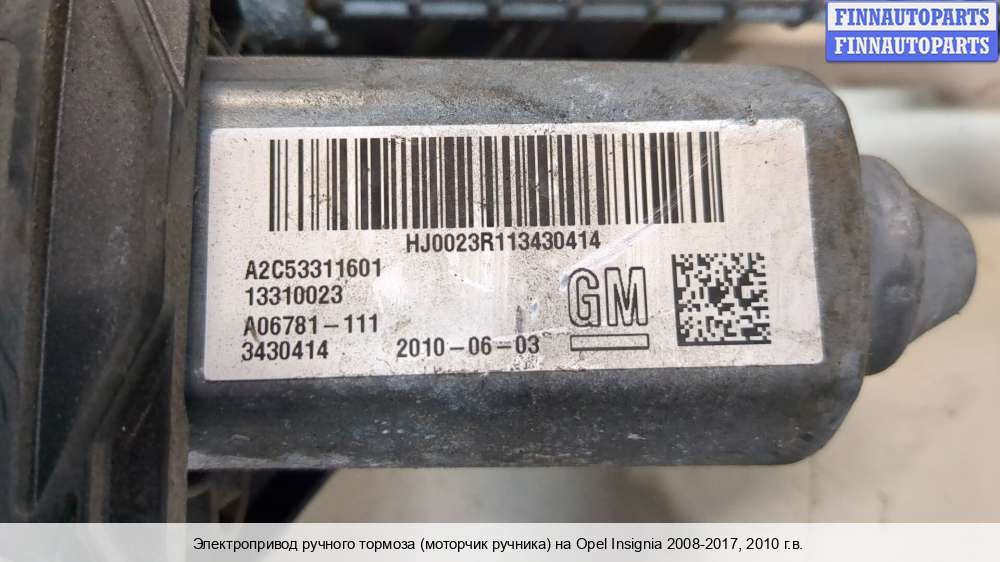 FINNAUTOPARTS
FINNAUTOPARTS
HJ0023R113430414
A2C53311601
13310023
A06781-111
3430414
2010-06-03
GM
Электропривод ручного тормоза (моторчик ручника) на Opel Insignia 2008-2017, 2010 г.в.